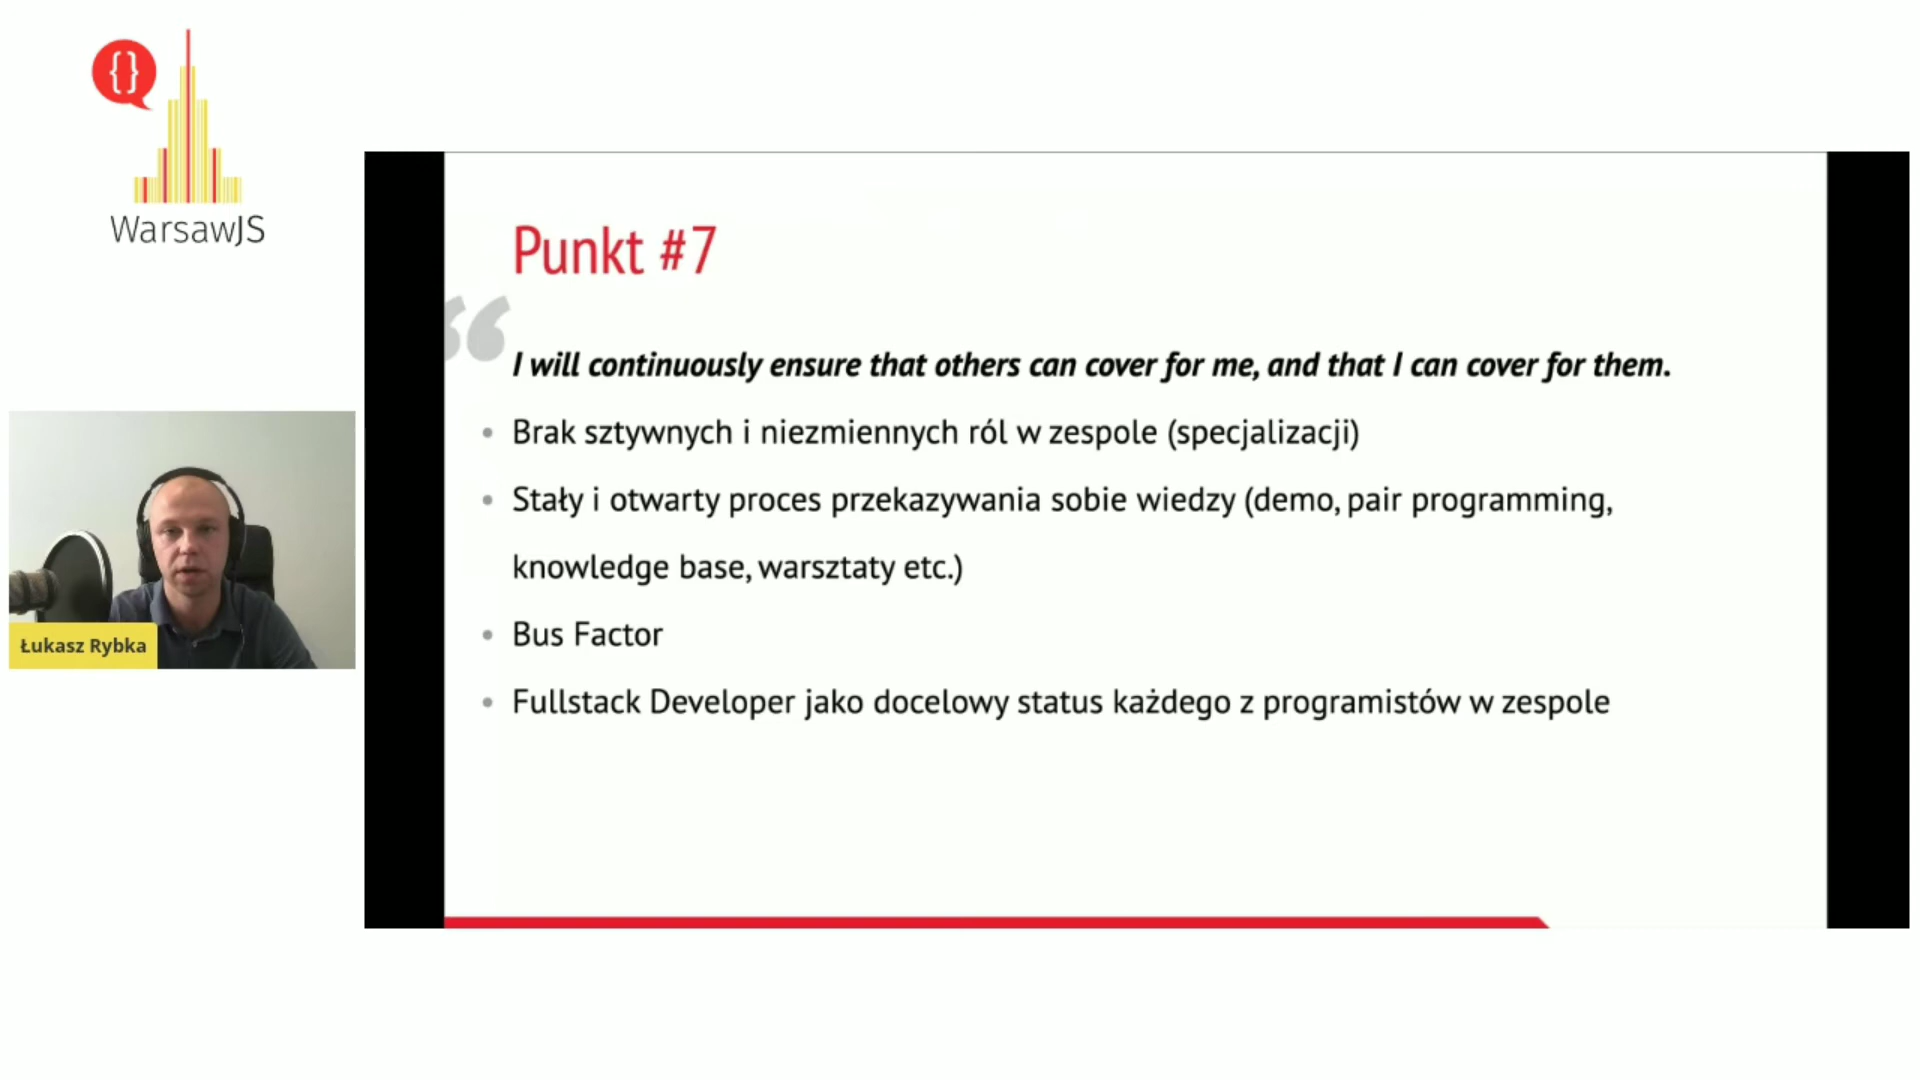 {}
WarsawJS
Punkt #7
“
I will continuously ensure that others can cover for me, and that I can cover for them.
• Brak sztywnych i niezmiennych ról w zespole (specjalizacji)
• Stały i otwarty proces przekazywania sobie wiedzy (demo, pair programming,
knowledge base, warsztaty etc.)
• Bus Factor
• Fullstack Developer jako docelowy status każdego z programistów w zespole
Łukasz Rybka